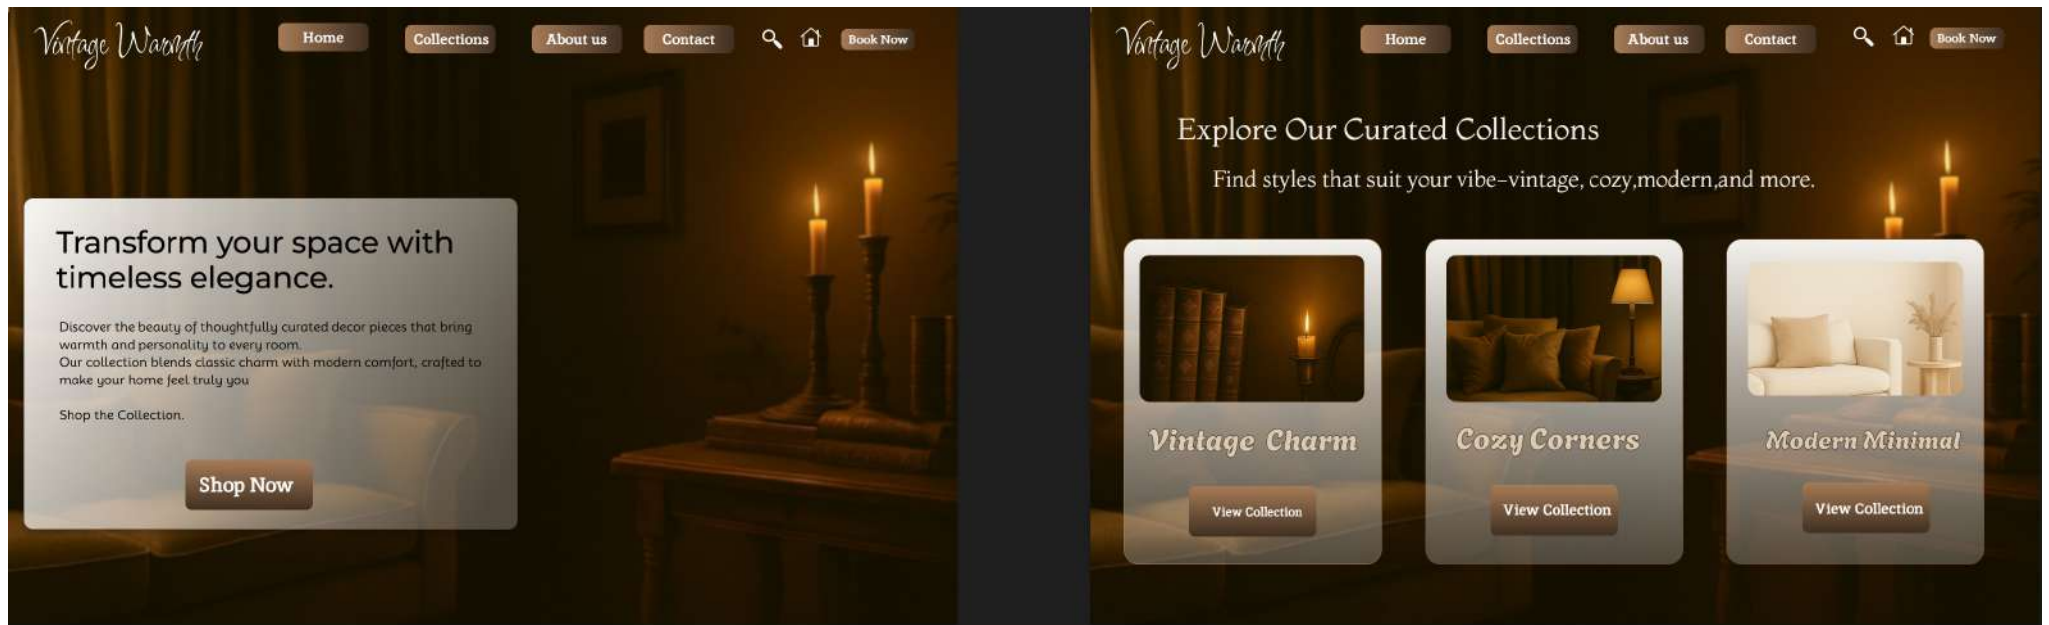 Vintage Warmth
Home
Collections
About us
Contact
Book Now
Transform your space with
timeless elegance.
Discover the beauty of thoughtfully curated decor pieces that bring
warmth and personality to every room.
Our collection blends classic charm with modern comfort, crafted to
make your home feel truly you
Shop the Collection.
Shop Now
Vintage Warmth
Home
Collections
About us
Contact
Book Now
Explore Our Curated Collections
Find styles that suit your vibe–vintage, cozy,modern,and more.
Vintage Charm
Cozy Corners
Modern Minimal
View Collection
View Collection
View Collection